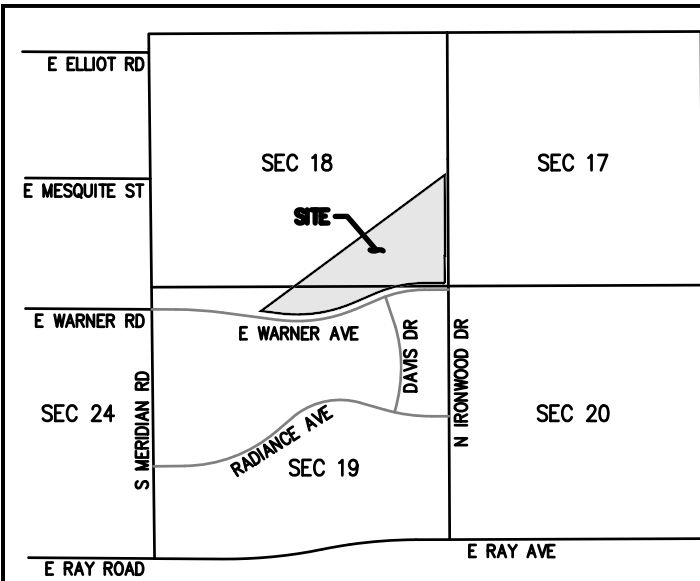 E ELLIOT RD
SEC 18
SEC 17
E MESQUITE ST
SITE
E WARNER RD
E WARNER AVE
DAVIS DR
N IRONWOOD DR
S MERIDIAN RD
SEC 24
RADIANCE AVE
SEC 19
SEC 20
E RAY AVE
E RAY ROAD